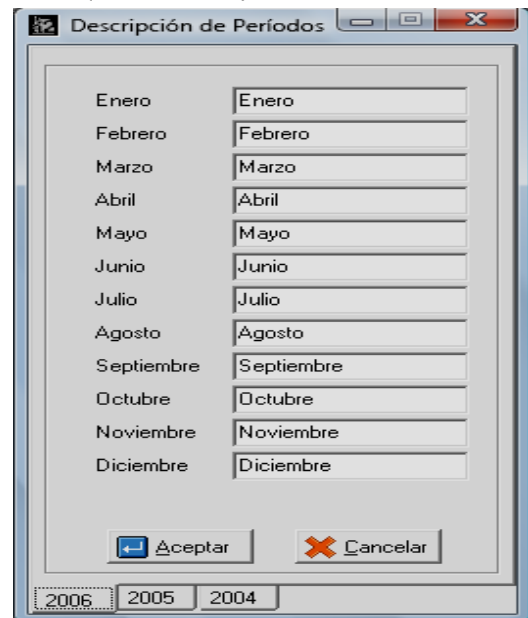 Descripción de Períodos
Enero Enero
Febrero Febrero
Marzo Marzo
Abril Abril
Mayo Mayo
Junio Junio
Julio Julio
Agosto Agosto
Septiembre Septiembre
Octubre Octubre
Noviembre Noviembre
Diciembre Diciembre
Aceptar Cancelar
2006 2005 2004